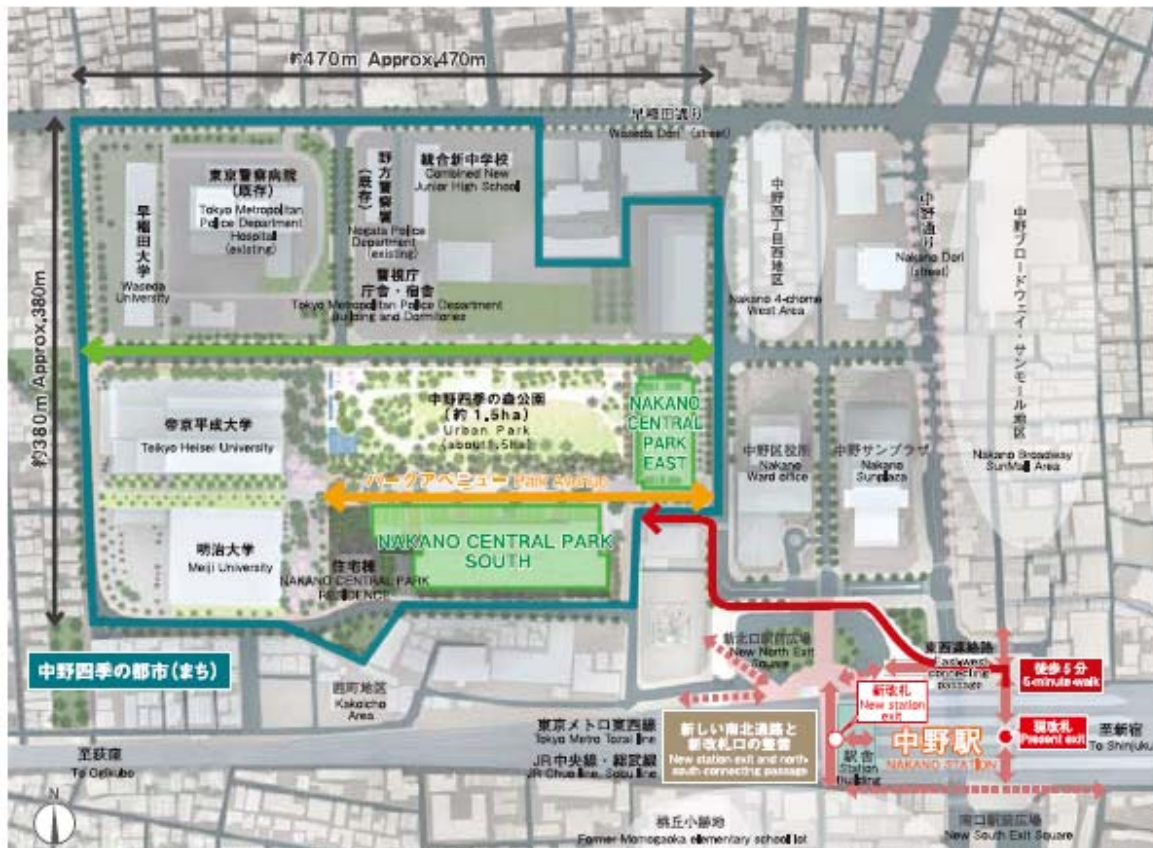 約470m Approx.470m
約380m Approx.380m
早稲田通り
Waseda Dori (street)
東京警察病院
(既存)
Tokyo Metropolitan
Police Department
Hospital
(existing)
早稲田大学
Waseda
University
野方警察署
(既存)
Nogata Police
Department
(existing)
統合新中学校
Combined New
Junior High School
警視庁
庁舎・宿舎
Tokyo Metropolitan Police Department
Building and Dormitories
中野四丁目西地区
Nakano 4-chome
West Area
中野通り
Nakano Dori
(street)
中野ブロードウェイ・サンモール地区
Nakano Broadway
SunMall Area
帝京平成大学
Teikyo Heisei University
中野四季の森公園
(約1.5ha)
Urban Park
(about1.5ha)
NAKANO
CENTRAL
PARK
EAST
中野区役所
Nakano
Ward office
中野サンプラザ
Nakano
Sunplaza
パークアベニュー Park Avenue
明治大学
Meiji University
NAKANO CENTRAL PARK
SOUTH
住宅棟
NAKANO CENTRAL PARK
RESIDENCE
中野四季の都市(まち)
囲町地区
Kakoicho
Area
新北口駅前広場
New North Exit
Square
東西連絡路
East-west
connecting
passage
徒歩5分
5-minute-walk
新改札
New station
exit
現改札
Present exit
東京メトロ東西線
Tokyo Metro Tozai line
JR中央線・総武線
JR Chuo line, Sobu line
新しい南北通路と
新改札口の整備
New station exit and north-
south connecting passage
駅舎
Station
building
中野駅
NAKANO STATION
至新宿
To Shinjuku
至荻窪
To Ogikubo
N
桃丘小跡地
Former Momogaoka elementary school lot
南口駅前広場
New South Exit Square